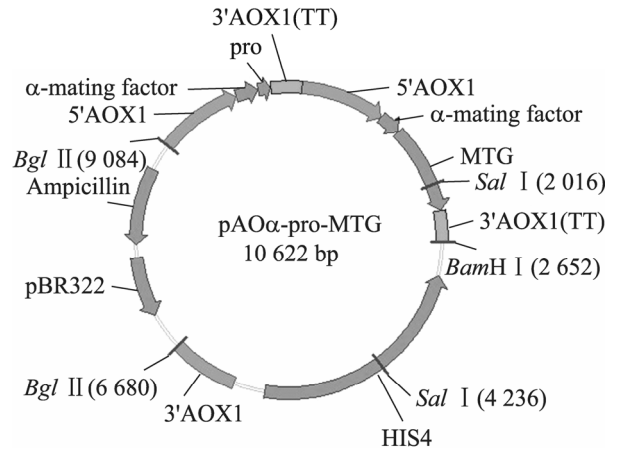 3'AOX1(TT)
pro
α-mating factor
5'AOX1
5'AOX1
α-mating factor
Bgl Ⅱ(9 084)
MTG
Ampicillin
Sal Ⅰ(2 016)
pAOα-pro-MTG
10 622 bp
3'AOX1(TT)
BamH Ⅰ(2 652)
pBR322
Bgl Ⅱ(6 680)
3'AOX1
Sal Ⅰ(4 236)
HIS4